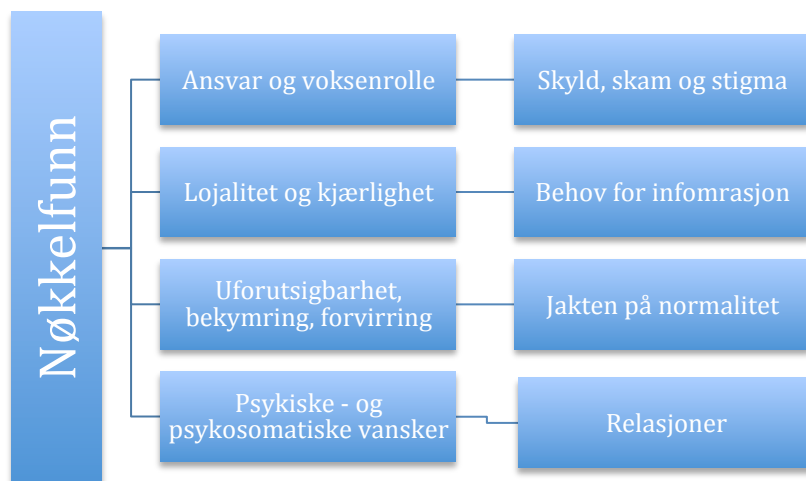 Nøkkelfunn
Ansvar og voksenrolle
Skyld, skam og stigma
Lojalitet og kjærlighet
Behov for infomrasjon
Uforutsigbarhet,
bekymring, forvirring
Jakten på normalitet
Psykiske - og
psykosomatiske vansker
Relasjoner